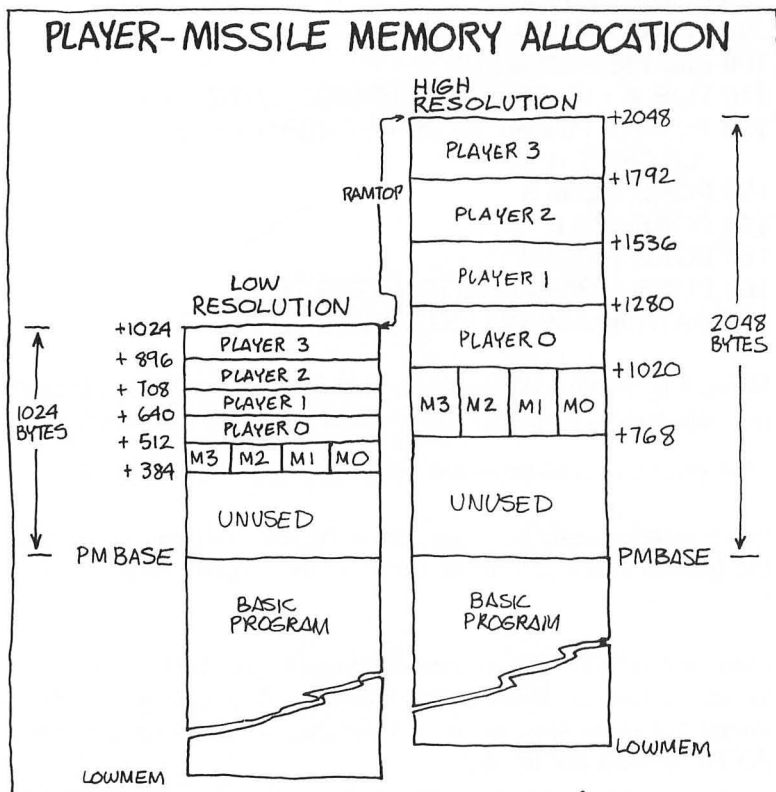 PLAYER-MISSILE MEMORY ALLOCATION
HIGH
RESOLUTION
+2048
PLAYER 3
+1792
RAMTOP
PLAYER 2
+1536
PLAYER 1
+1280
PLAYER 0
+1020
M3 M2 M1 M0
+768
2048
BYTES
UNUSED
PMBASE
BASIC
PROGRAM
LOWMEM
LOW
RESOLUTION
+1024
PLAYER 3
+ 896
PLAYER 2
+ 708
PLAYER 1
+ 640
PLAYER 0
+ 512
M3 M2 M1 M0
+ 384
1024
BYTES
UNUSED
PM BASE
BASIC
PROGRAM
LOWMEM